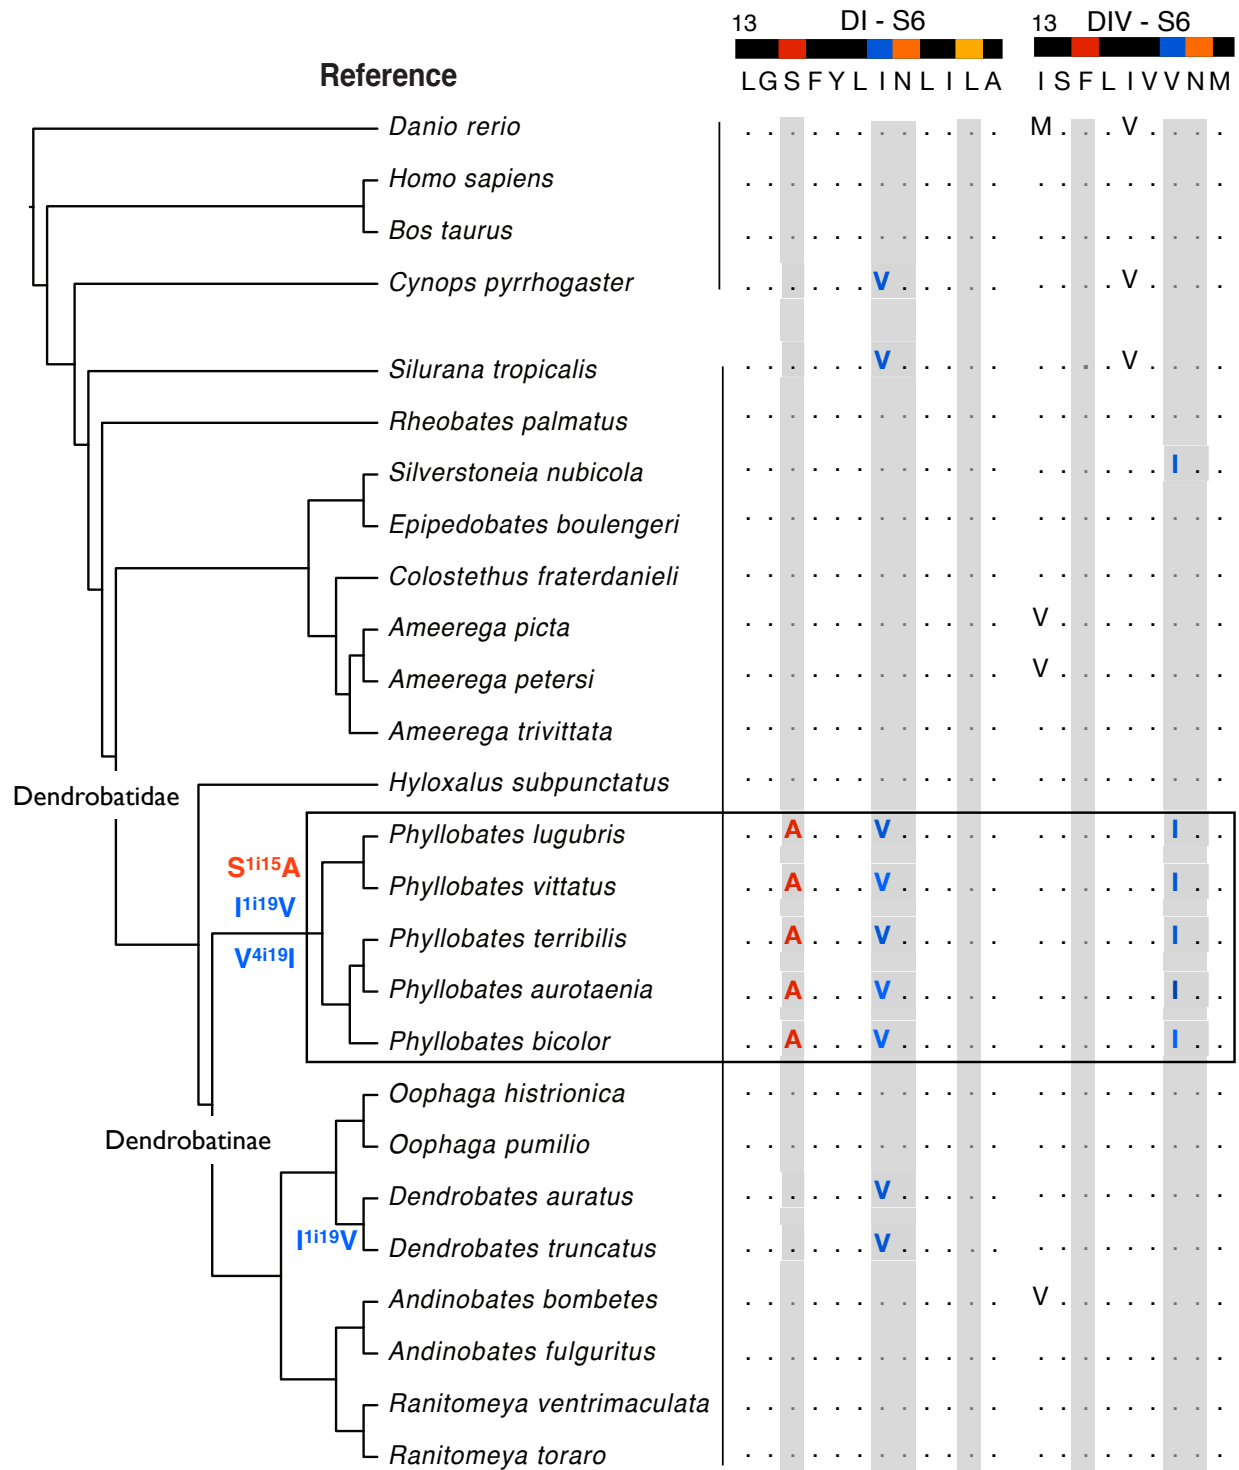 13 DI - S6 13 DIV - S6
Reference
L G S F Y L I N L I L A I S F L I V V N M
Danio rerio . . . . . . . . . . . . M . . . V . . . .
Homo sapiens . . . . . . . . . . . . . . . . . . . . .
Bos taurus . . . . . . . . . . . . . . . . . . . . .
Cynops pyrrhogaster . . . . . . V . . . . . . . . . V . . . .
Silurana tropicalis . . . . . . V . . . . . . . . . V . . . .
Rheobates palmatus . . . . . . . . . . . . . . . . . . . . .
Silverstoneia nubicola . . . . . . . . . . . . . . . . . . I . .
Epipedobates boulengeri . . . . . . . . . . . . . . . . . . . . .
Colostethus fraterdanieli . . . . . . . . . . . . . . . . . . . . .
Ameerega picta . . . . . . . . . . . . V . . . . . . . .
Ameerega petersi . . . . . . . . . . . . V . . . . . . . .
Ameerega trivittata . . . . . . . . . . . . . . . . . . . . .
Hyloxalus subpunctatus . . . . . . . . . . . . . . . . . . . . .
Dendrobatidae
Phyllobates lugubris . . A . . . V . . . . . . . . . . . I . .
S1i15A
Phyllobates vittatus . . A . . . V . . . . . . . . . . . I . .
I1i19V
Phyllobates terribilis . . A . . . V . . . . . . . . . . . I . .
V4i19I
Phyllobates aurotaenia . . A . . . V . . . . . . . . . . . I . .
Phyllobates bicolor . . A . . . V . . . . . . . . . . . I . .
Oophaga histrionica . . . . . . . . . . . . . . . . . . . . .
Dendrobatinae
Oophaga pumilio . . . . . . . . . . . . . . . . . . . . .
Dendrobates auratus . . . . . . V . . . . . . . . . . . . . .
I1i19V
Dendrobates truncatus . . . . . . V . . . . . . . . . . . . . .
Andinobates bombetes . . . . . . . . . . . . V . . . . . . . .
Andinobates fulguritus . . . . . . . . . . . . . . . . . . . . .
Ranitomeya ventrimaculata . . . . . . . . . . . . . . . . . . . . .
Ranitomeya toraro . . . . . . . . . . . . . . . . . . . . .